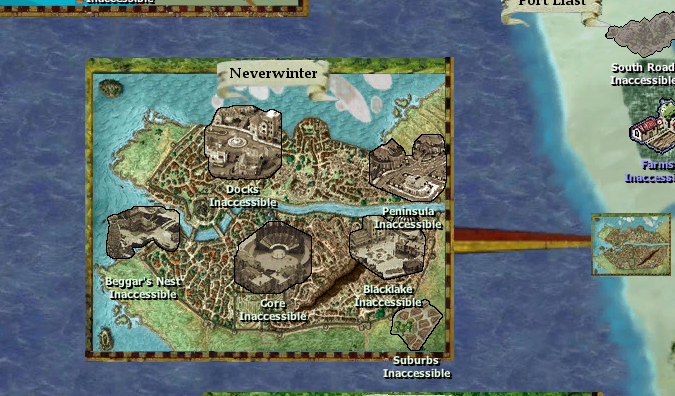 Inaccessible
Port Llast
Neverwinter
South Road
Inaccessible
Farms
Inaccessible
Docks
Inaccessible
Peninsula
Inaccessible
Beggar's Nest
Inaccessible
Core
Inaccessible
Blacklake
Inaccessible
Suburbs
Inaccessible